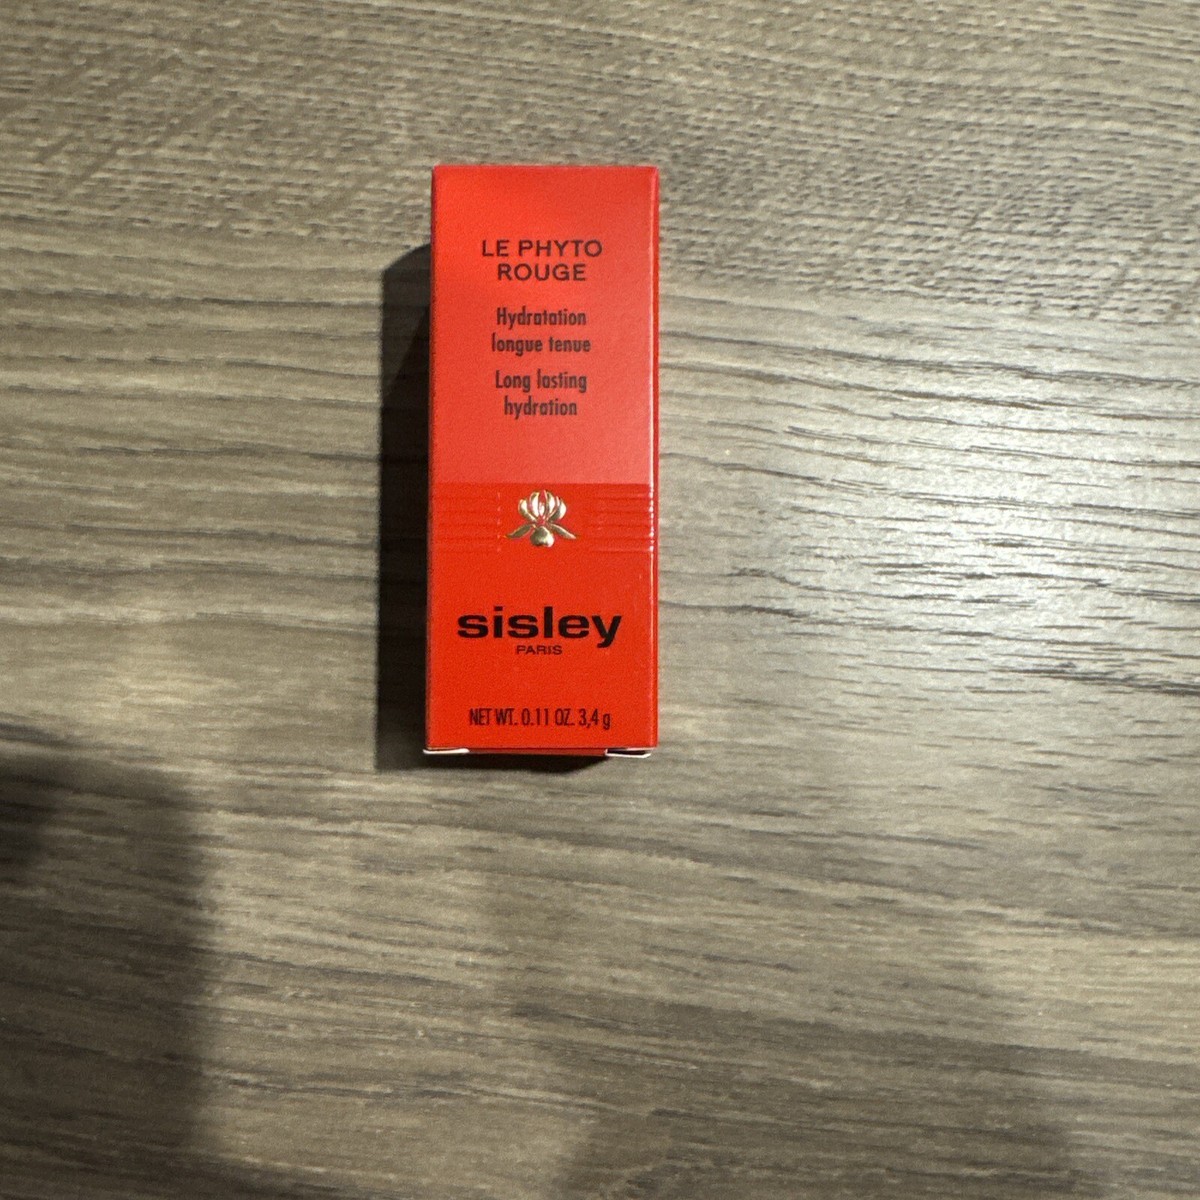 LE PHYTO
ROUGE
Hydratation
longue tenue
Long lasting
hydration
sisley
PARIS
NET WT. 0.11 OZ. 3,4 g